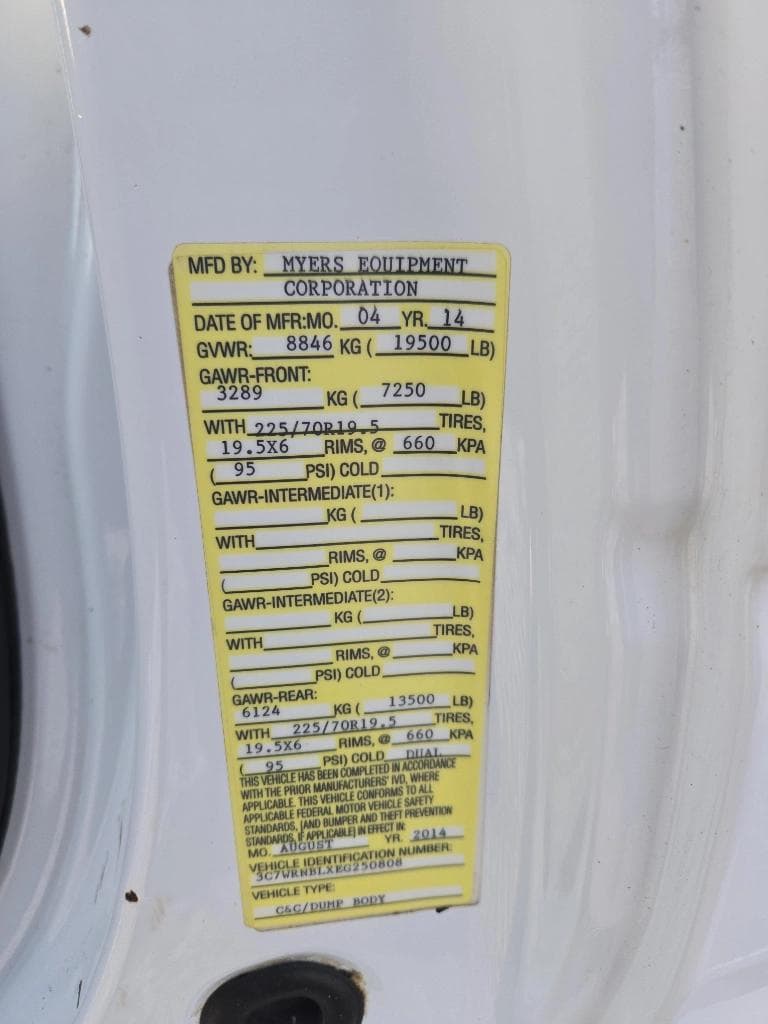 MFD BY: MYERS EQUIPMENT
CORPORATION
DATE OF MFR:MO. 04 YR. 14
GVWR: 8846 KG ( 19500 LB)
GAWR-FRONT:
3289 KG ( 7250 LB)
WITH 225/70R19.5 TIRES,
19.5X6 RIMS, @ 660 KPA
( 95 PSI) COLD
GAWR-INTERMEDIATE(1):
KG ( LB)
WITH TIRES,
RIMS, @ KPA
( PSI) COLD
GAWR-INTERMEDIATE(2):
KG ( LB)
WITH TIRES,
RIMS, @ KPA
( PSI) COLD
GAWR-REAR:
6124 KG ( 13500 LB)
WITH 225/70R19.5 TIRES,
19.5X6 RIMS, @ 660 KPA
( 95 PSI) COLD DUAL
THIS VEHICLE HAS BEEN COMPLETED IN ACCORDANCE
WITH THE PRIOR MANUFACTURERS' IVD, WHERE
APPLICABLE. THIS VEHICLE CONFORMS TO ALL
APPLICABLE FEDERAL MOTOR VEHICLE SAFETY
STANDARDS, [AND BUMPER AND THEFT PREVENTION
STANDARDS, IF APPLICABLE] IN EFFECT IN:
MO. AUGUST YR. 2014
VEHICLE IDENTIFICATION NUMBER:
3C7WRNBLXEG250808
VEHICLE TYPE:
C&C/DUMP BODY